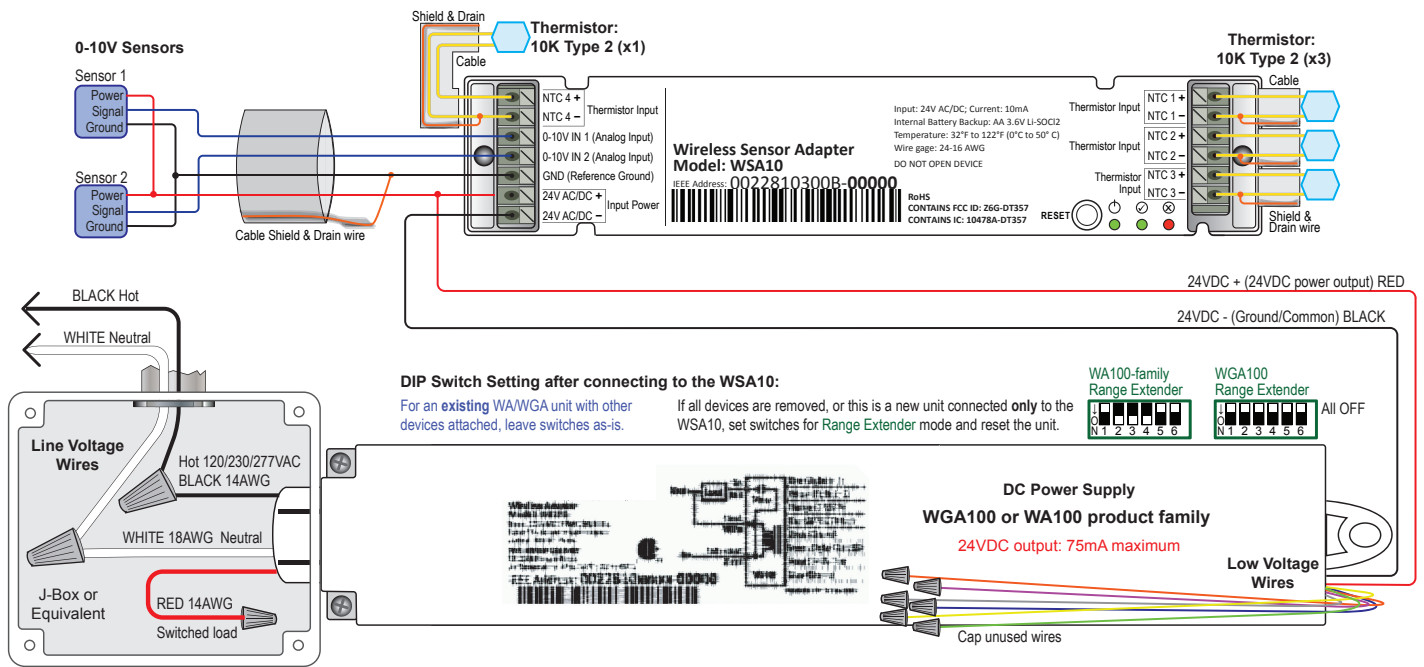 Shield & Drain
Thermistor:
10K Type 2 (x1)
Cable
0-10V Sensors
Sensor 1
Power
Signal
Ground
Sensor 2
Power
Signal
Ground
Cable Shield & Drain wire
NTC 4 +
NTC 4 –
Thermistor Input
0-10V IN 1 (Analog Input)
0-10V IN 2 (Analog Input)
GND (Reference Ground)
24V AC/DC +
24V AC/DC –
Input Power
Wireless Sensor Adapter
Model: WSA10
IEEE Address: 0022810300B-00000
Input: 24V AC/DC; Current: 10mA
Internal Battery Backup: AA 3.6V Li-SOCl2
Temperature: 32°F to 122°F (0°C to 50° C)
Wire gage: 24-16 AWG
DO NOT OPEN DEVICE
RoHS
CONTAINS FCC ID: Z6G-DT357
CONTAINS IC: 10478A-DT357
RESET
Thermistor:
10K Type 2 (x3)
Cable
Thermistor Input
NTC 1 +
NTC 1 –
Thermistor Input
NTC 2 +
NTC 2 –
Thermistor
Input
NTC 3 +
NTC 3 –
Shield &
Drain wire
24VDC + (24VDC power output) RED
24VDC - (Ground/Common) BLACK
BLACK Hot
WHITE Neutral
Line Voltage
Wires
Hot 120/230/277VAC
BLACK 14AWG
WHITE 18AWG Neutral
RED 14AWG
Switched load
J-Box or
Equivalent
DIP Switch Setting after connecting to the WSA10:
For an existing WA/WGA unit with other
devices attached, leave switches as-is.
If all devices are removed, or this is a new unit connected only to the
WSA10, set switches for Range Extender mode and reset the unit.
WA100-family
Range Extender
↓
O
N 1 2 3 4 5 6
WGA100
Range Extender
↓
O
N 1 2 3 4 5 6
All OFF
DC Power Supply
WGA100 or WA100 product family
24VDC output: 75mA maximum
Low Voltage
Wires
Cap unused wires